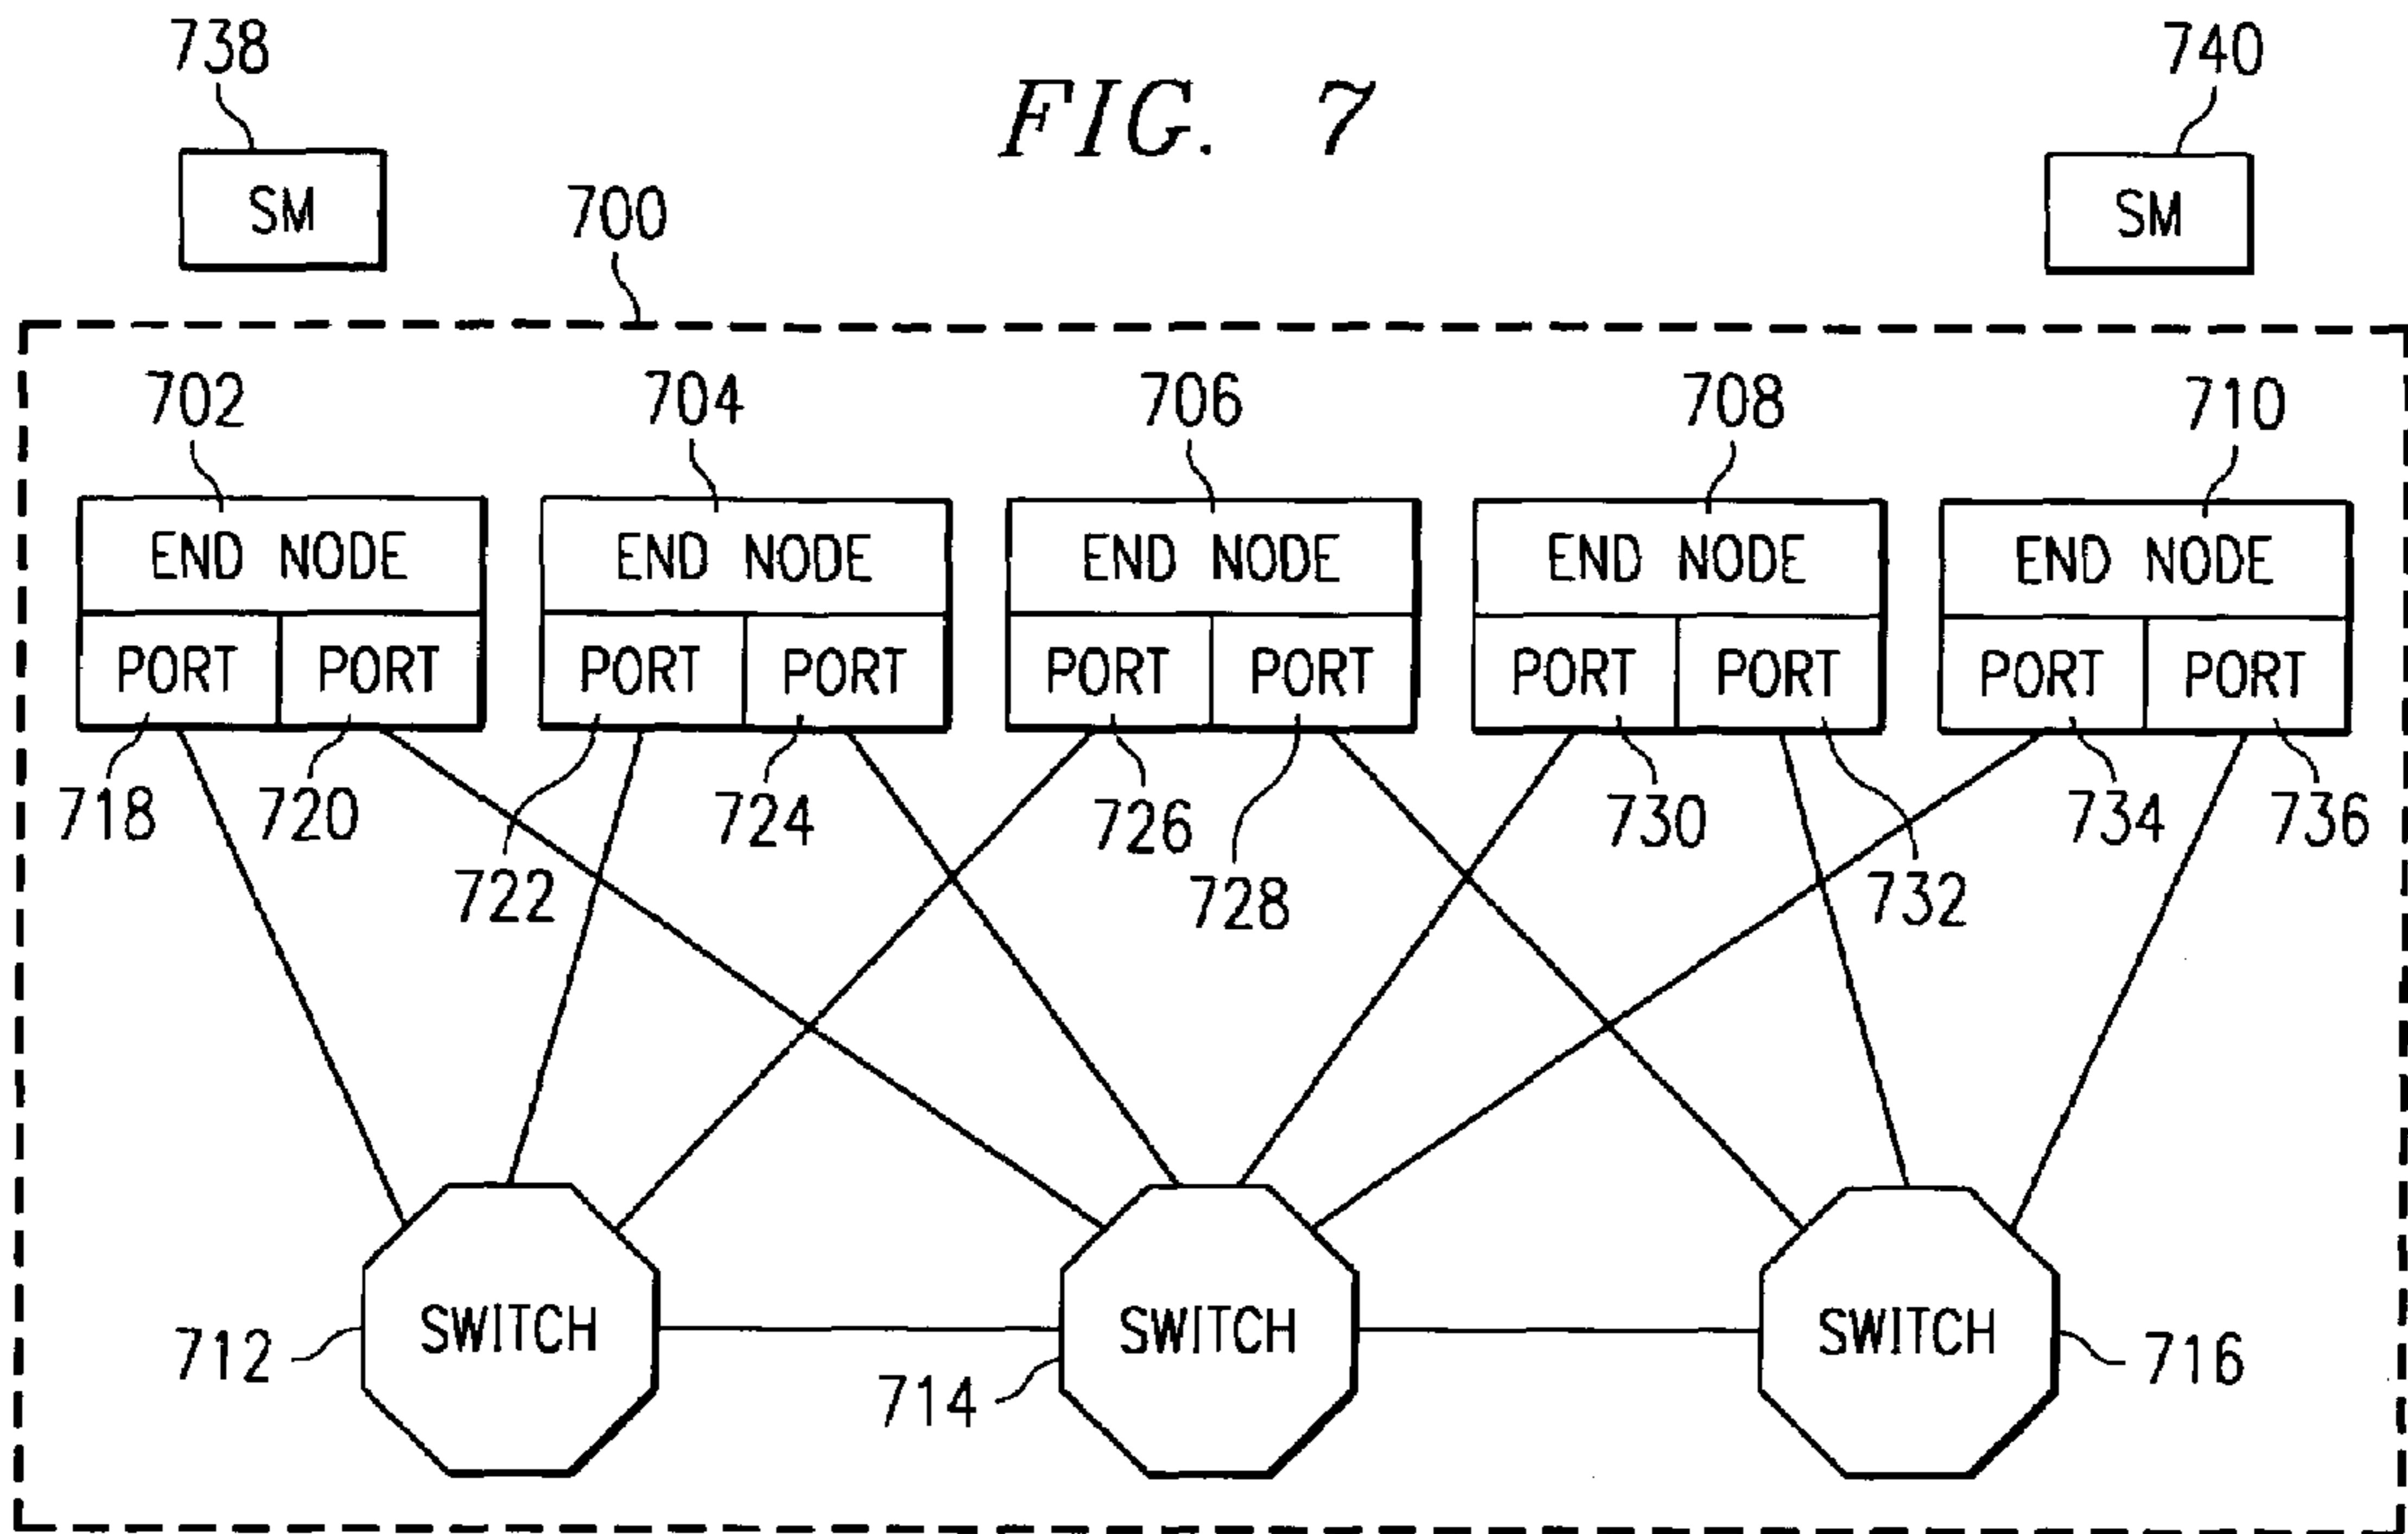 738
740
FIG. 7
SM
SM
700
702
704
706
708
710
END NODE
END NODE
END NODE
END NODE
END NODE
PORT PORT
PORT PORT
PORT PORT
PORT PORT
PORT PORT
718
720
722
724
726
728
730
732
734
736
SWITCH
SWITCH
SWITCH
712
714
716